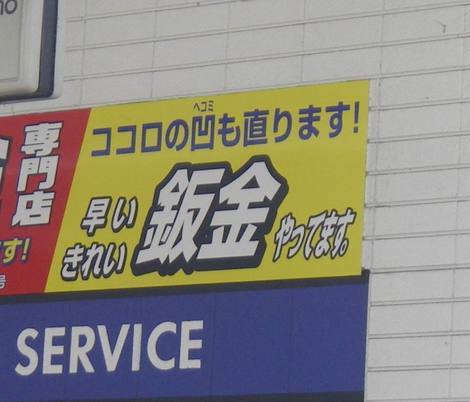 専門店
す!
号
ココロの凹も直ります!
ヘコミ
早い
きれい
鈑金
やってます。
SERVICE